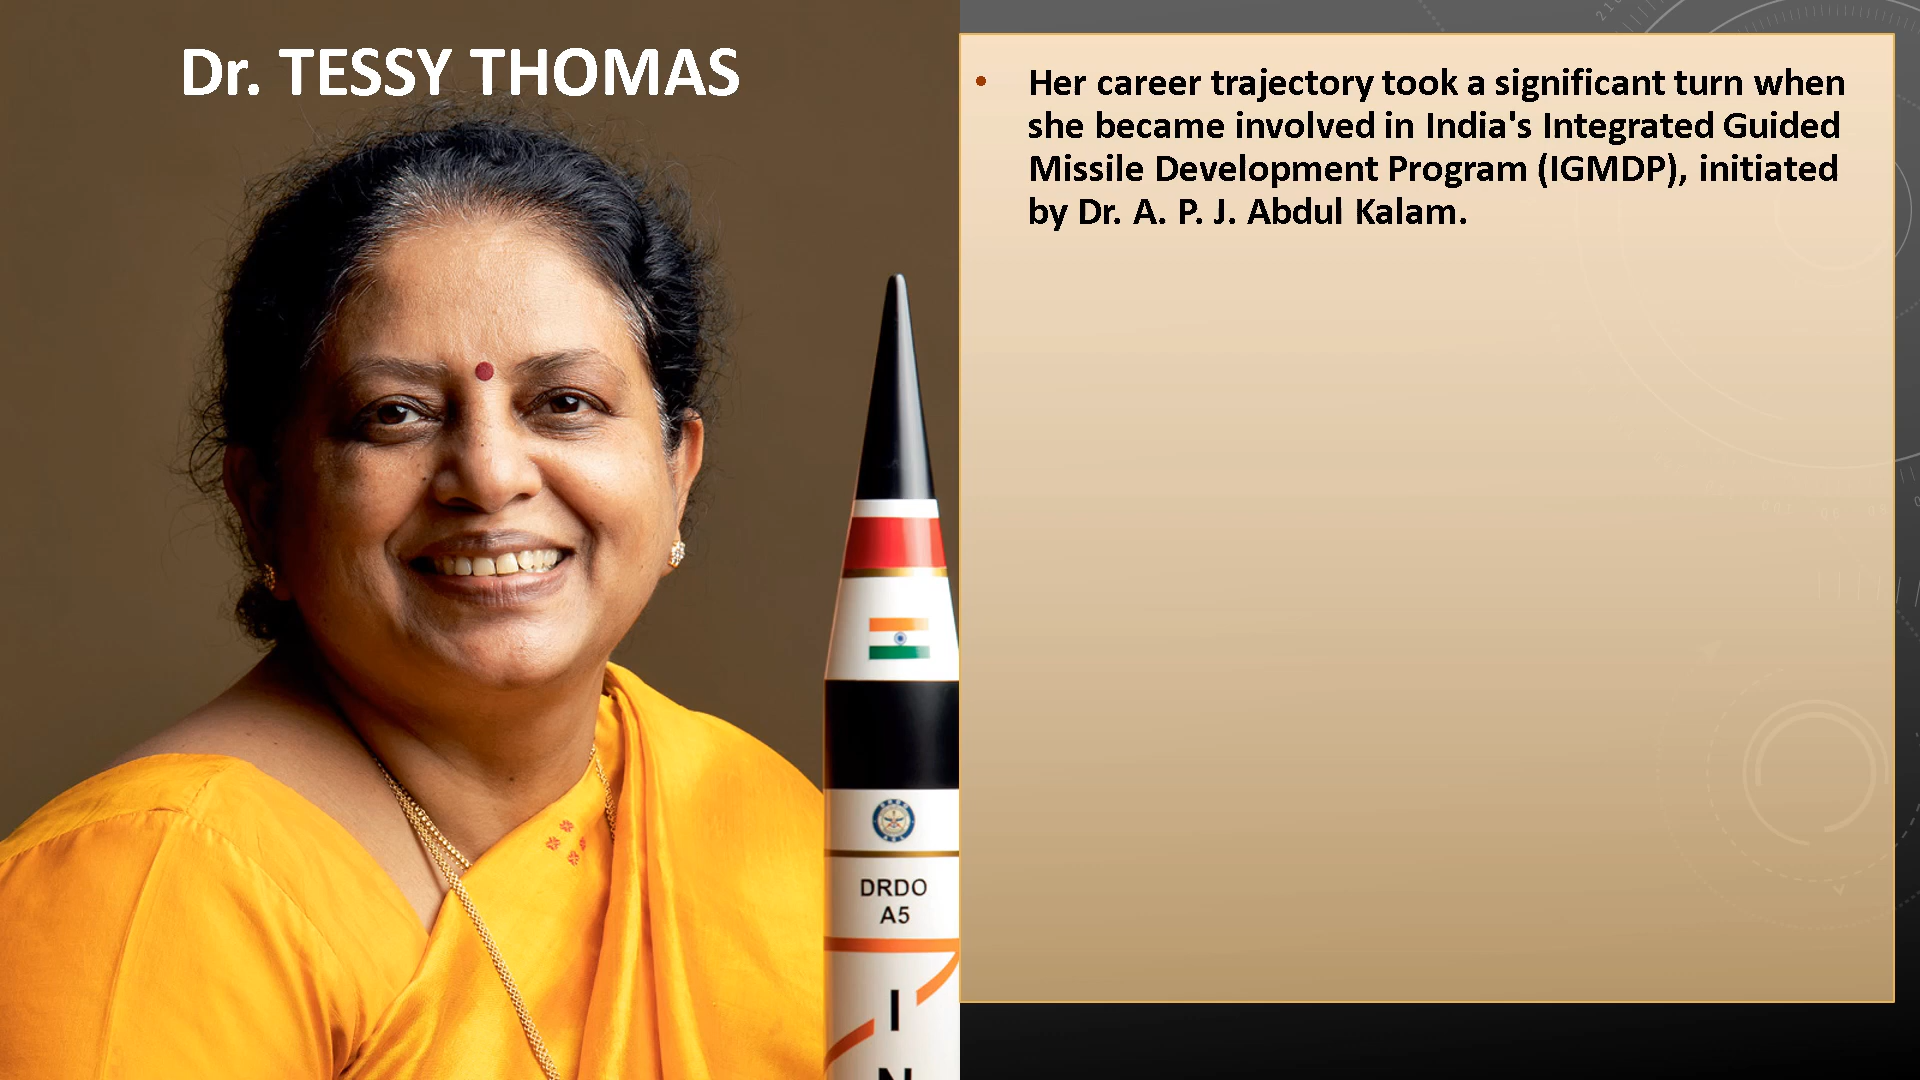 Dr. TESSY THOMAS
• Her career trajectory took a significant turn when
she became involved in India's Integrated Guided
Missile Development Program (IGMDP), initiated
by Dr. A. P. J. Abdul Kalam.
DRDO
A5
I
N